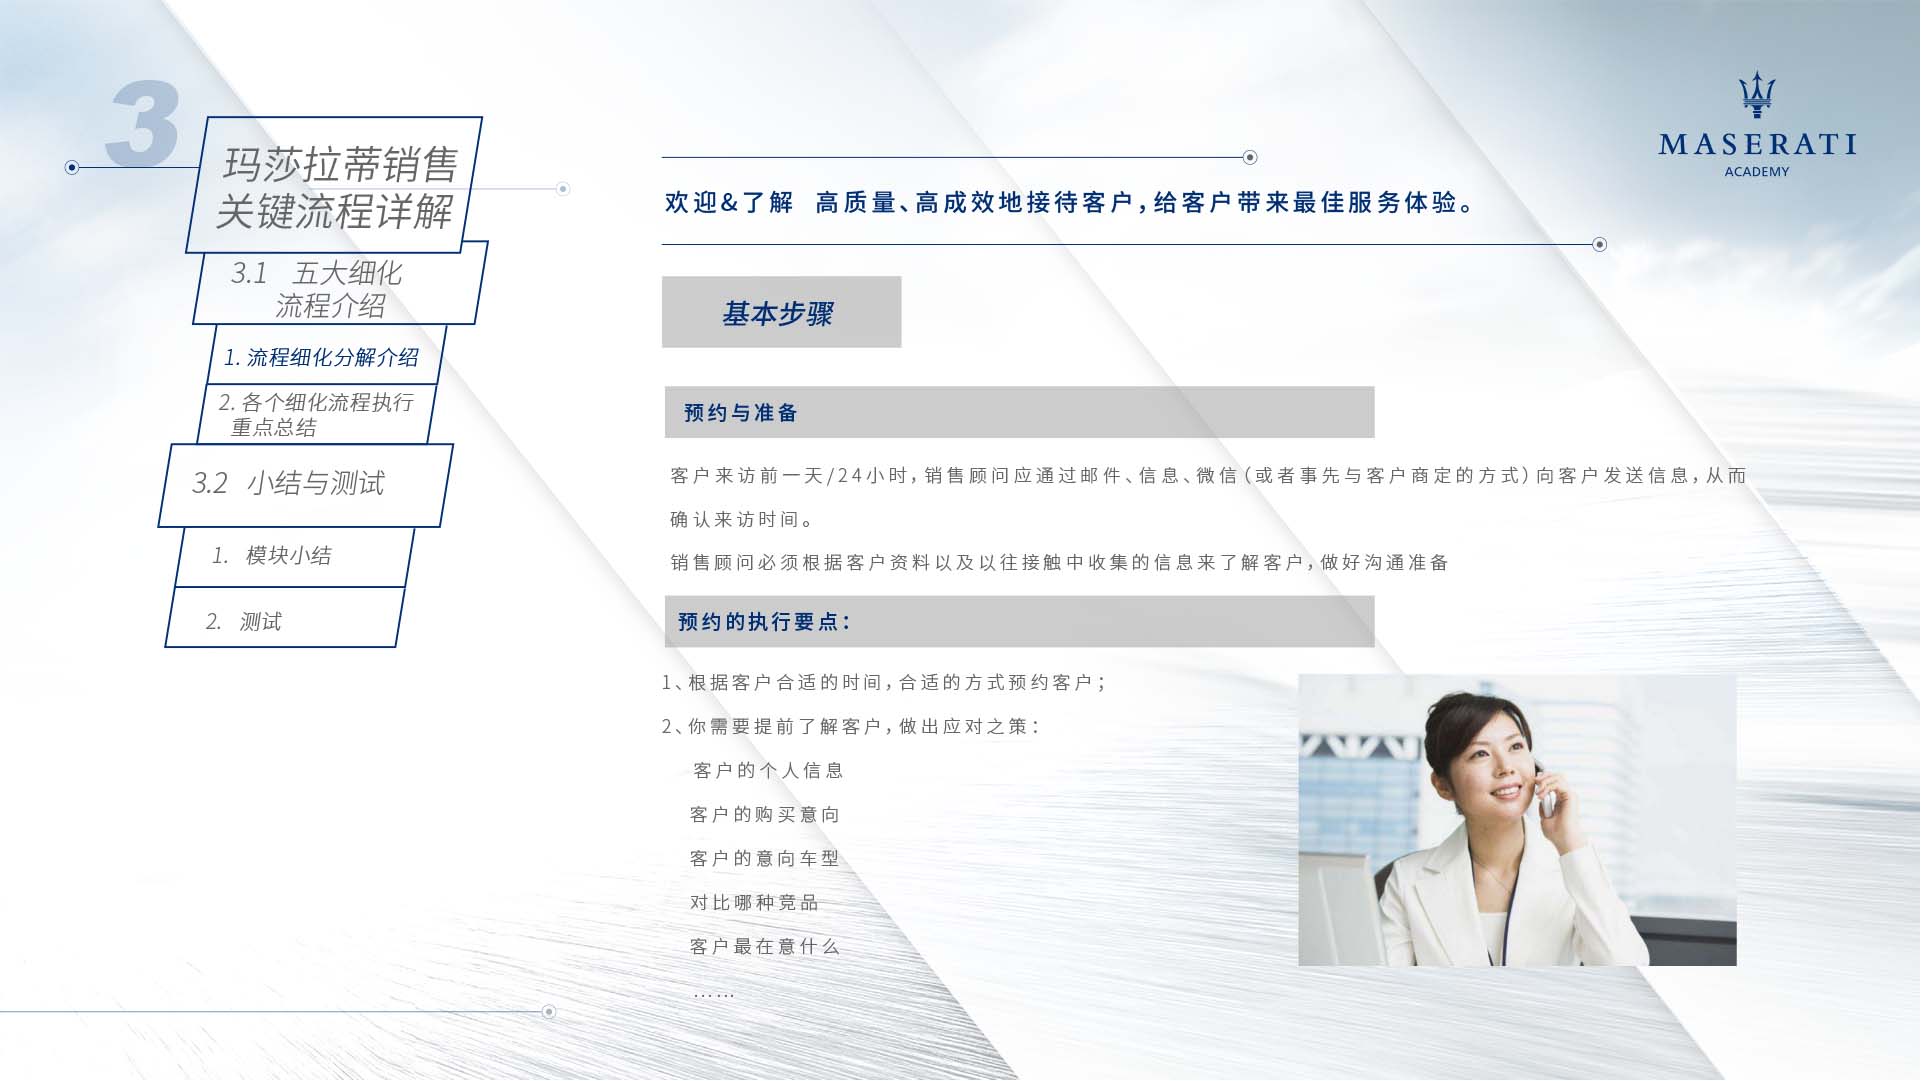 3
玛莎拉蒂销售
关键流程详解
3.1 五大细化
流程介绍
1. 流程细化分解介绍
2. 各个细化流程执行
重点总结
3.2 小结与测试
1. 模块小结
2. 测试
MASERATI
ACADEMY
欢迎&了解 高质量、高成效地接待客户，给客户带来最佳服务体验。
基本步骤
预约与准备
客户来访前一天/24小时，销售顾问应通过邮件、信息、微信（或者事先与客户商定的方式）向客户发送信息，从而
确认来访时间。
销售顾问必须根据客户资料以及以往接触中收集的信息来了解客户，做好沟通准备
预约的执行要点：
1、根据客户合适的时间，合适的方式预约客户；
2、你需要提前了解客户，做出应对之策：
客户的个人信息
客户的购买意向
客户的意向车型
对比哪种竞品
客户最在意什么
……